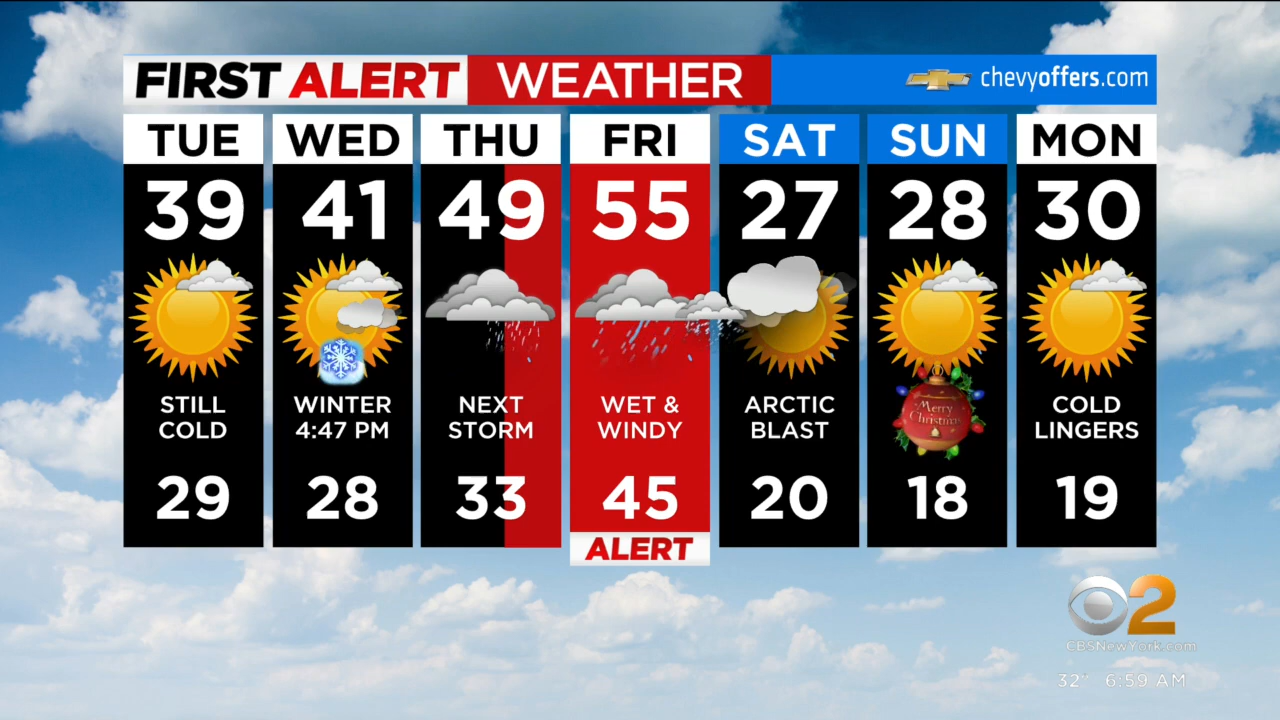 FIRST ALERT WEATHER
chevyoffers.com
TUE WED THU FRI SAT SUN MON
39 41 49 55 27 28 30
STILL COLD
WINTER 4:47 PM
NEXT STORM
WET & WINDY
ARCTIC BLAST
Merry
Christmas
COLD LINGERS
29 28 33 45 20 18 19
ALERT
2
CBSNewYork.com
32° 6:59 AM